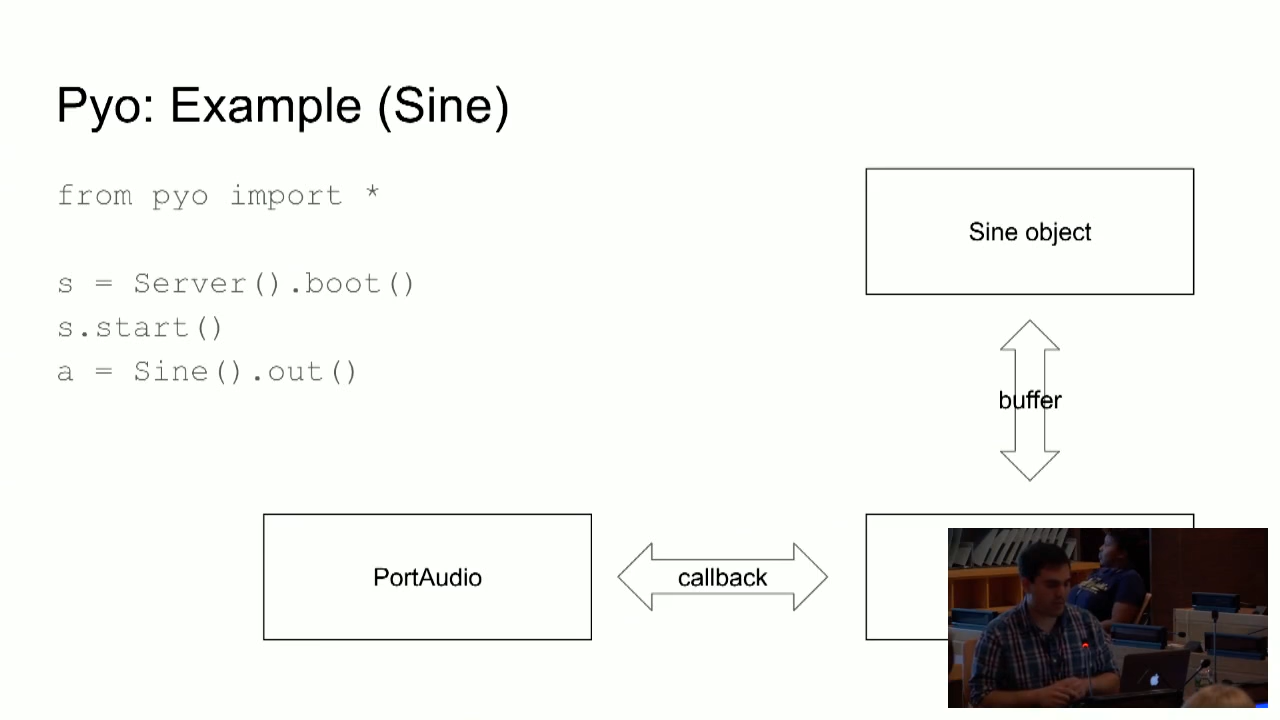 Pyo: Example (Sine)
from pyo import *
s = Server().boot()
s.start()
a = Sine().out()
Sine object
buffer
PortAudio
callback